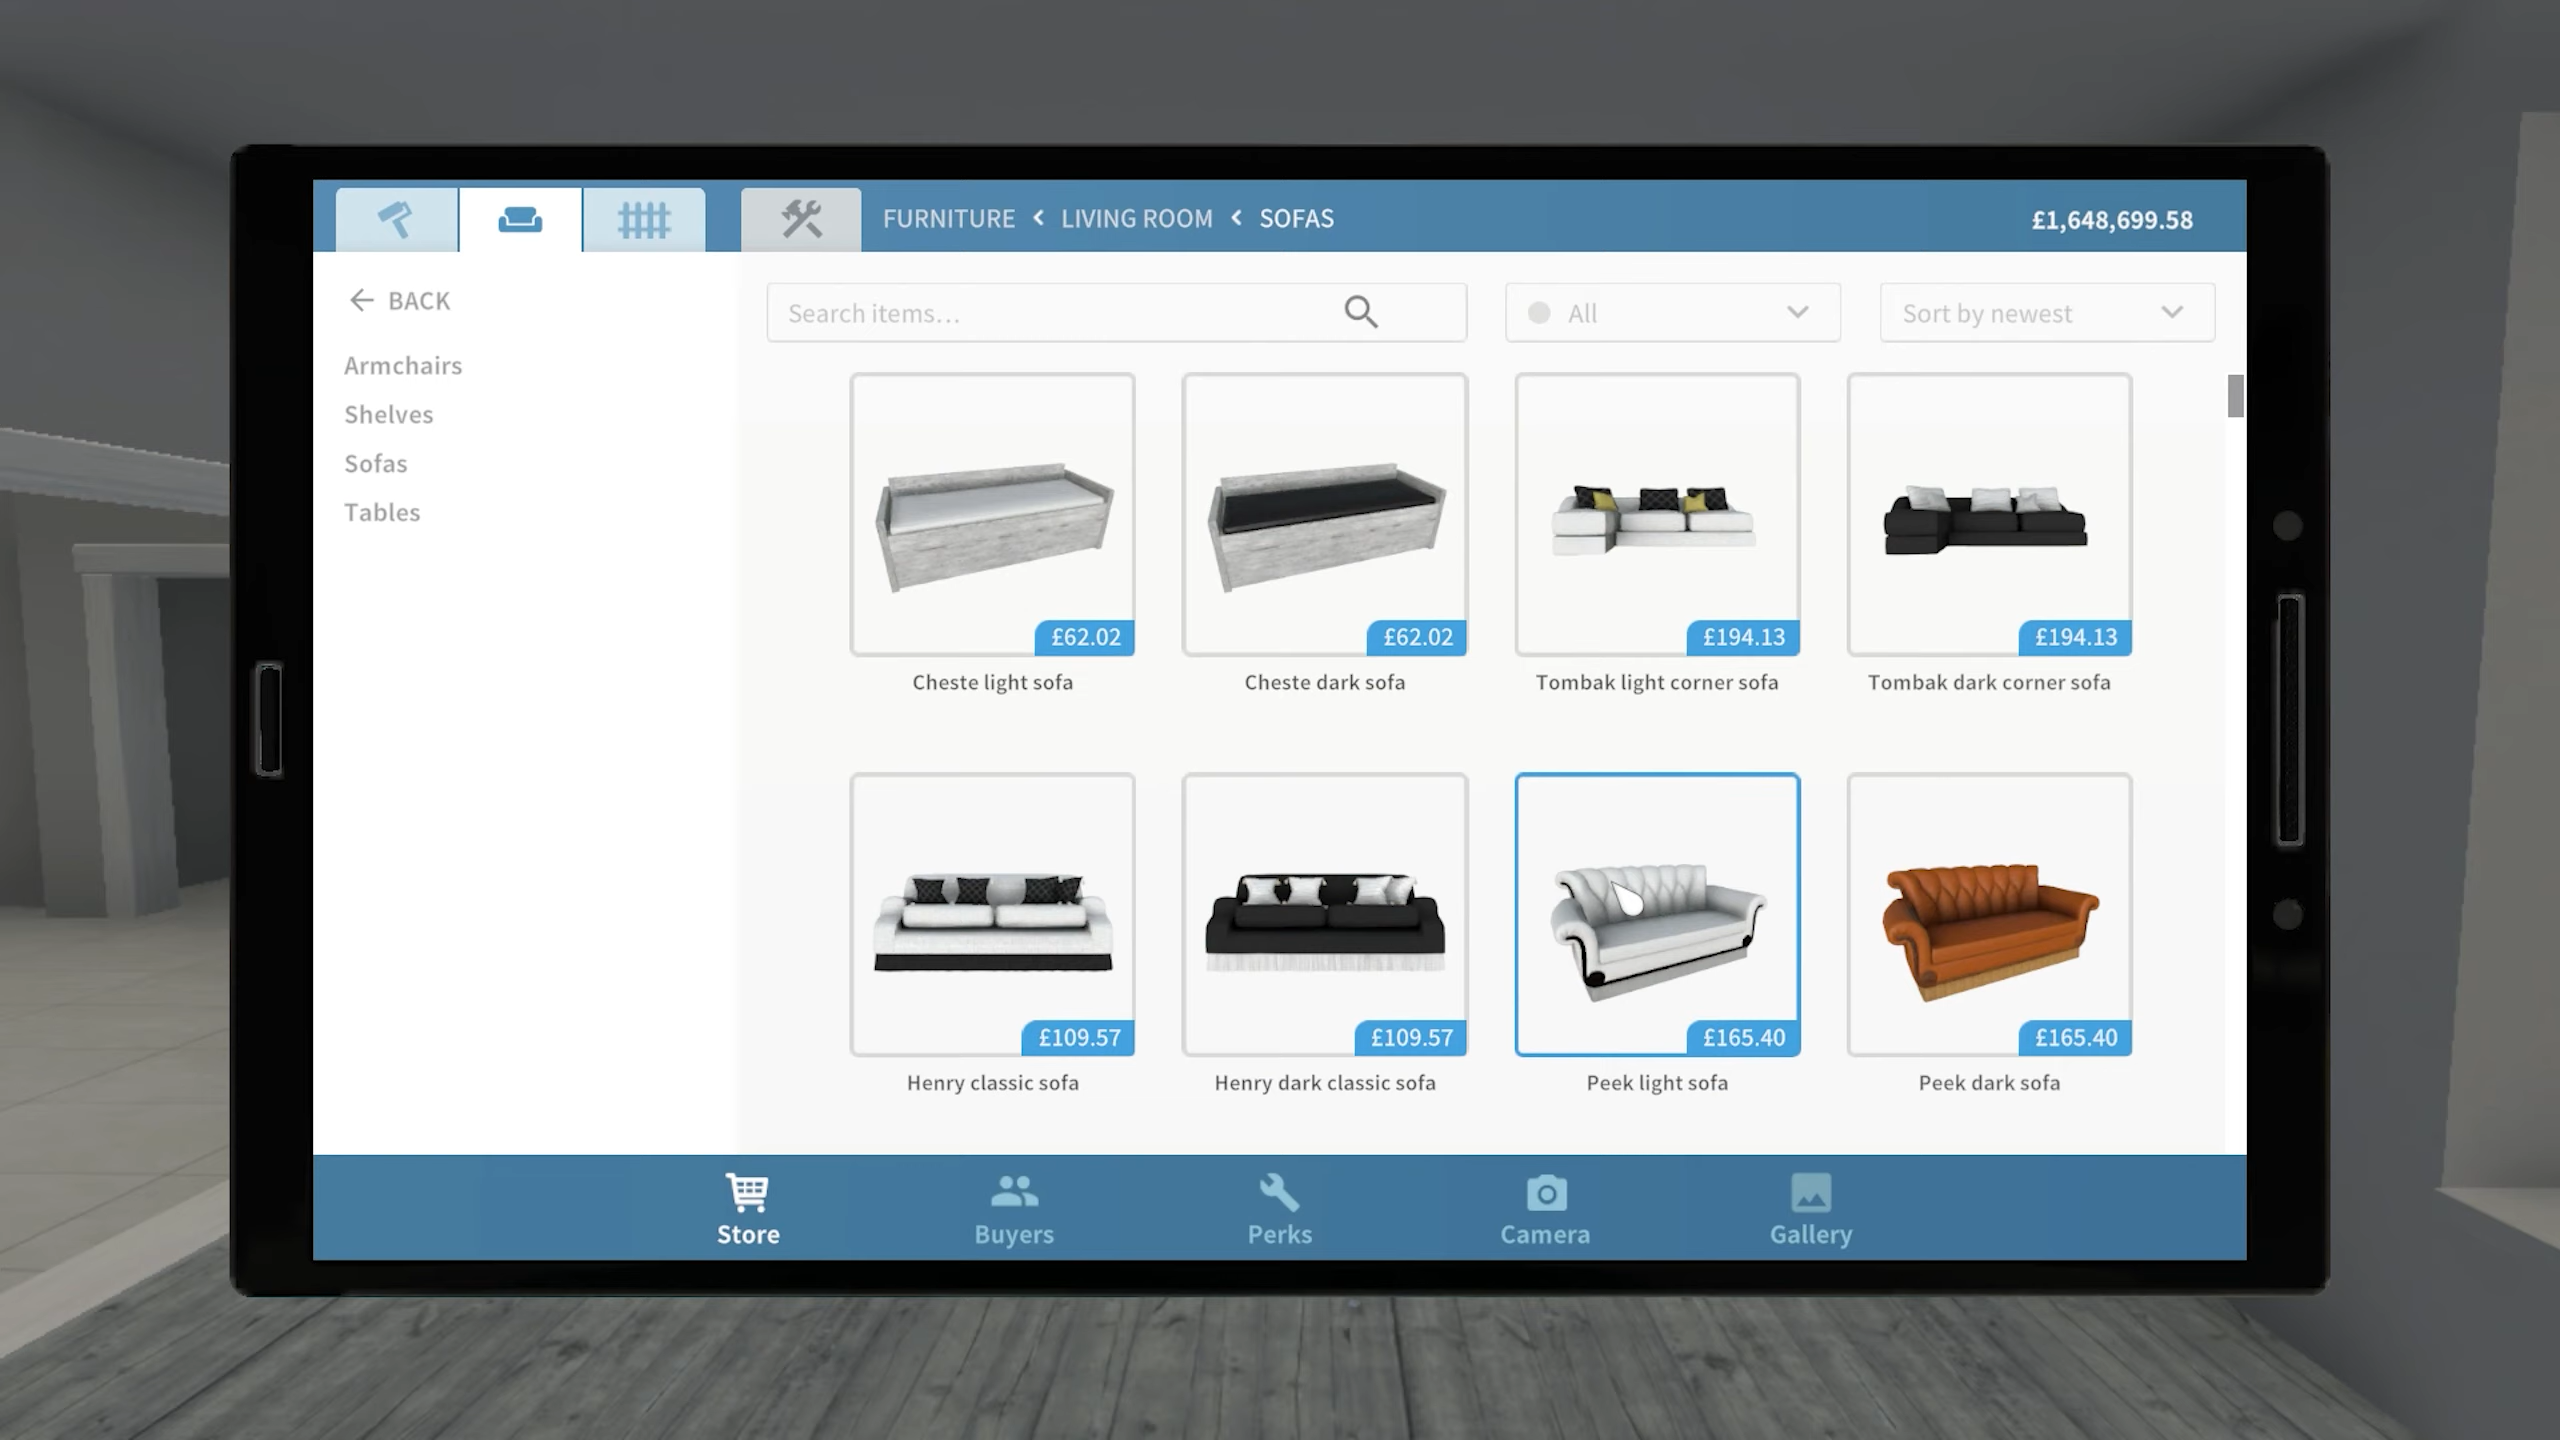 FURNITURE < LIVING ROOM < SOFAS
£1,648,699.58
BACK
Armchairs
Shelves
Sofas
Tables
Search items...
All
Sort by newest
£62.02
£62.02
£194.13
£194.13
Cheste light sofa
Cheste dark sofa
Tombak light corner sofa
Tombak dark corner sofa
£109.57
£109.57
£165.40
£165.40
Henry classic sofa
Henry dark classic sofa
Peek light sofa
Peek dark sofa
Store
Buyers
Perks
Camera
Gallery